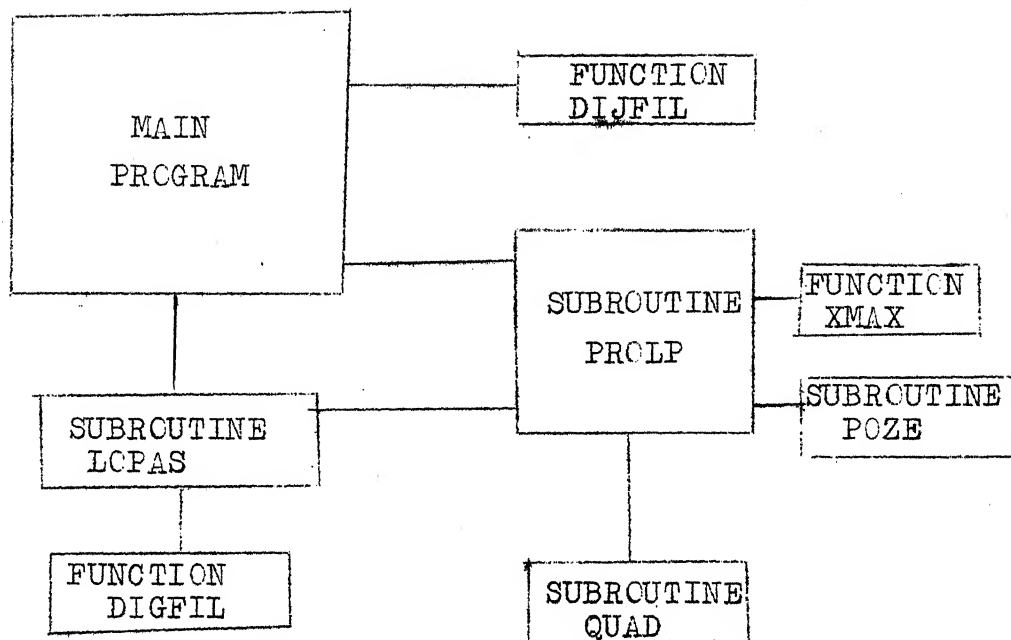 MAIN
PROGRAM
FUNCTION
DIJFIL
SUBROUTINE
PROLP
FUNCTION
XMAX
SUBROUTINE
POZE
SUBROUTINE
LOPAS
FUNCTION
DIGFIL
SUBROUTINE
QUAD